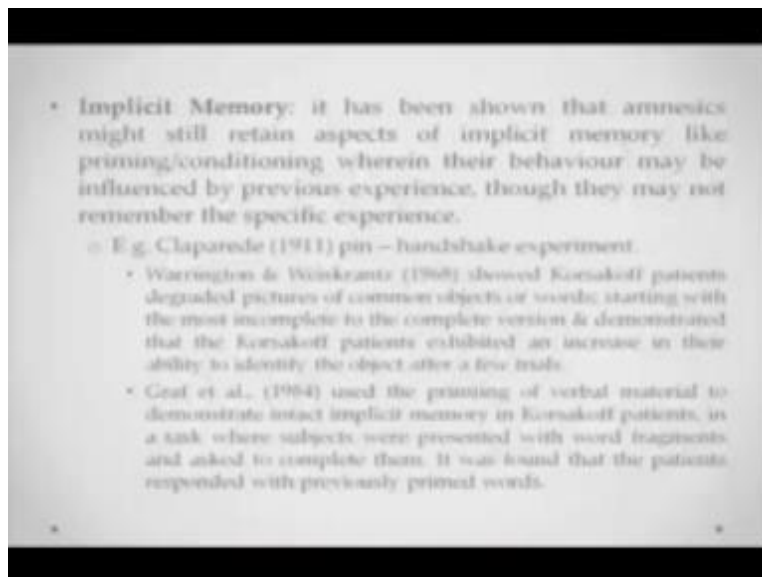 • Implicit Memory: it has been shown that amnesics
might still retain aspects of implicit memory like
priming/conditioning wherein their behaviour may be
influenced by previous experience, though they may not
remember the specific experience.
E g. Claparede (1911) pin – handshake experiment
• Warrington & Weiskrantz (1968) showed Korsakoff patients
degraded pictures of common objects or words; starting with
the most incomplete to the complete version & demonstrated
that the Korsakoff patients exhibited an increase in their
ability to identify the object after a few trials.
• Graf et al., (1984) used the priming of verbal material to
demonstrate intact implicit memory in Korsakoff patients, in
a task where subjects were presented with word fragments
and asked to complete them. It was found that the patients
responded with previously primed words.